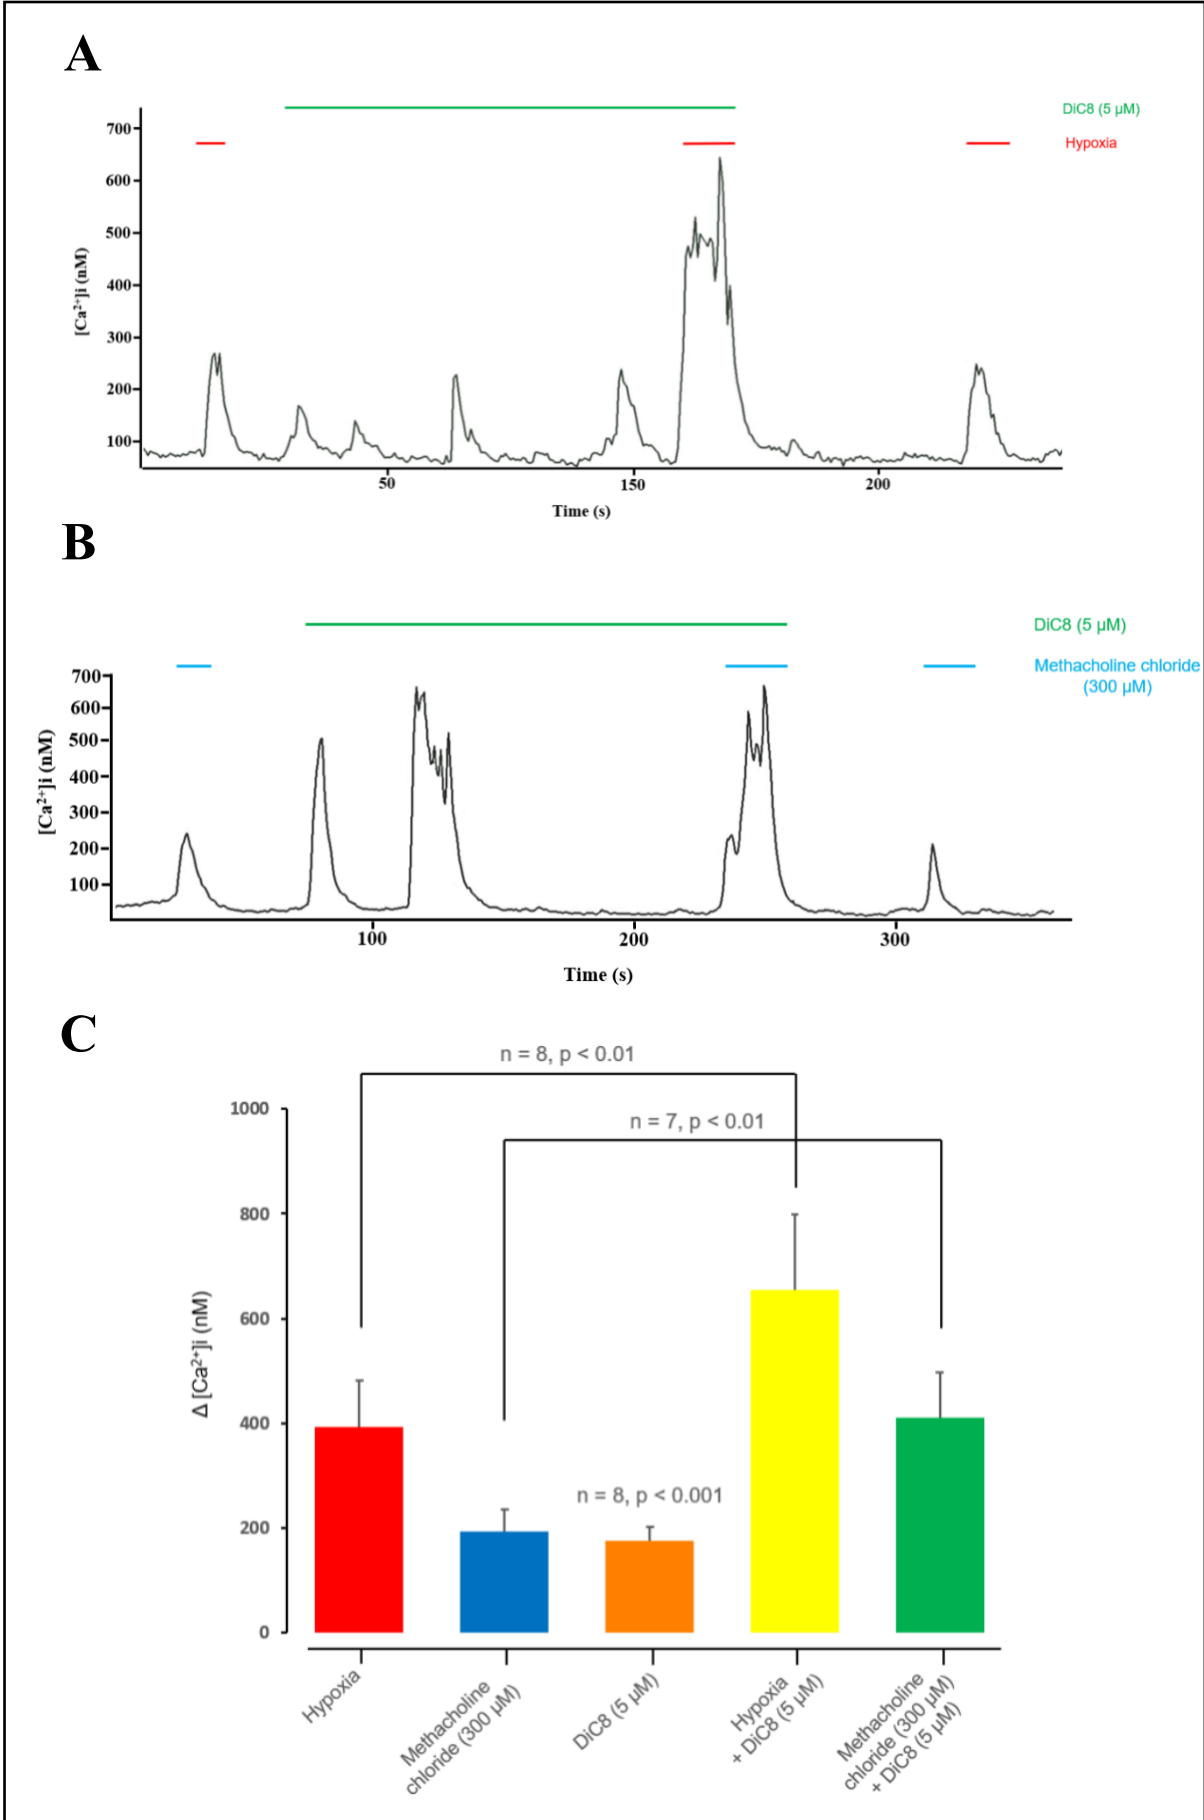 A
DiC8 (5 μM)
Hypoxia
700
600
500
400
300
200
100
[Ca²⁺]i (nM)
50
150
200
Time (s)
B
DiC8 (5 μM)
Methacholine chloride
(300 μM)
700
600
500
400
300
200
100
[Ca²⁺]i (nM)
100
200
300
Time (s)
C
n = 8, p < 0.01
n = 7, p < 0.01
n = 8, p < 0.001
1000
800
600
400
200
0
Δ [Ca²⁺]i (nM)
Hypoxia
Methacholine
chloride (300 μM)
DiC8 (5 μM)
Hypoxia
+ DiC8 (5 μM)
Methacholine
chloride (300 μM)
+ DiC8 (5 μM)